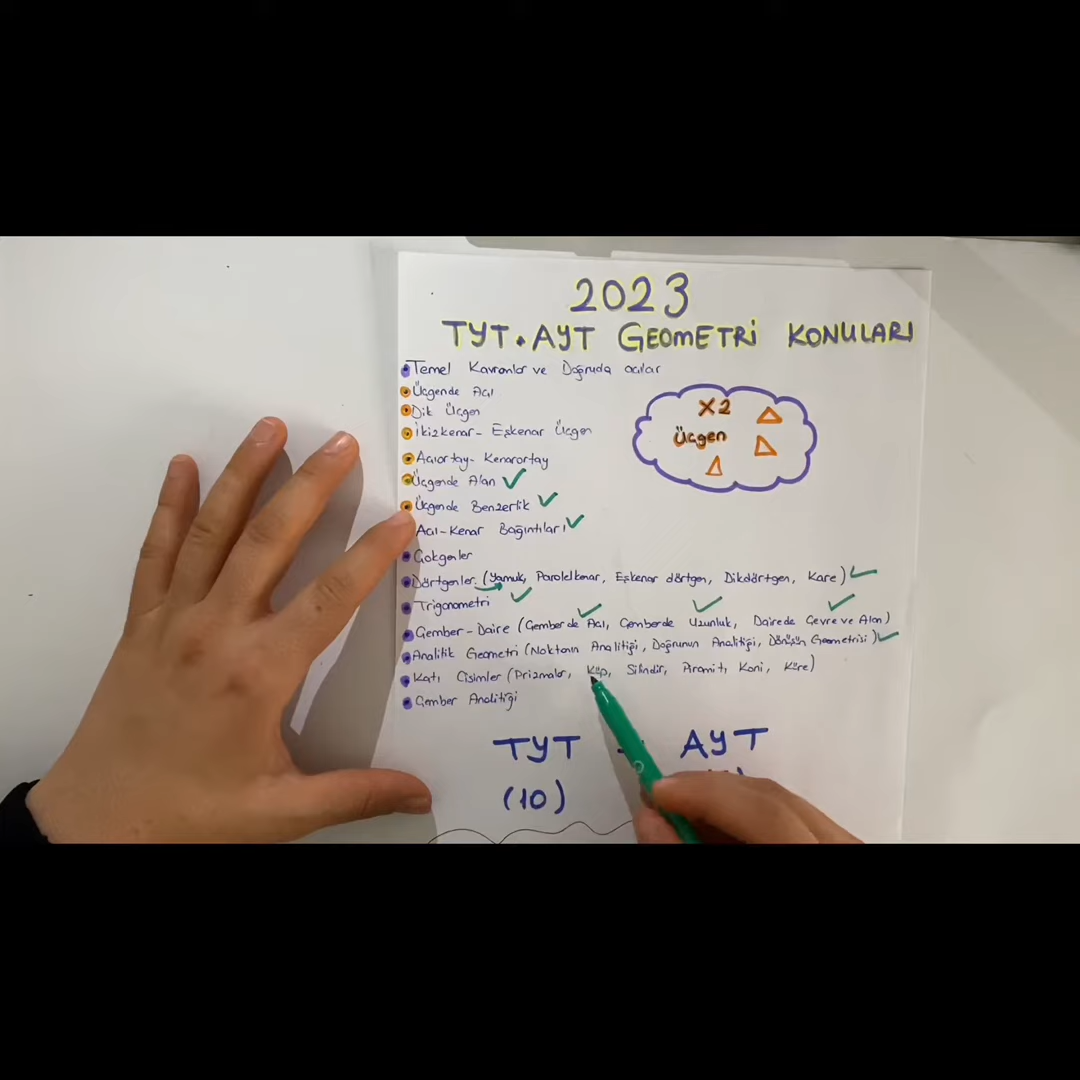 2023
TYT. AYT GEOMETRİ KONULARI
Temel Kavramlar ve Doğruda açılar
Üçgende Açı
Dik Üçgen
İkizkenar- Eşkenar Üçgen
Açıortay- Kenarortay
Üçgende Alan
Üçgende Benzerlik
Açı-Kenar Bağıntıları
X2
Üçgen
Çokgenler
Dörtgenler (Yamuk, Paralelkenar, Eşkenar dörtgen, Dikdörtgen, Kare)
Trigonometri
Çember-Daire (Çemberde Açı, Çemberde Uzunluk, Dairede Çevre ve Alan)
Analitik Geometri (Noktanın Analitiği, Doğrunun Analitiği, Dönüşüm Geometrisi)
Katı Cisimler (Prizmalar, Küp, Silindir, Piramit, Koni, Küre)
Çember Analitiği
TYT AYT
(10)